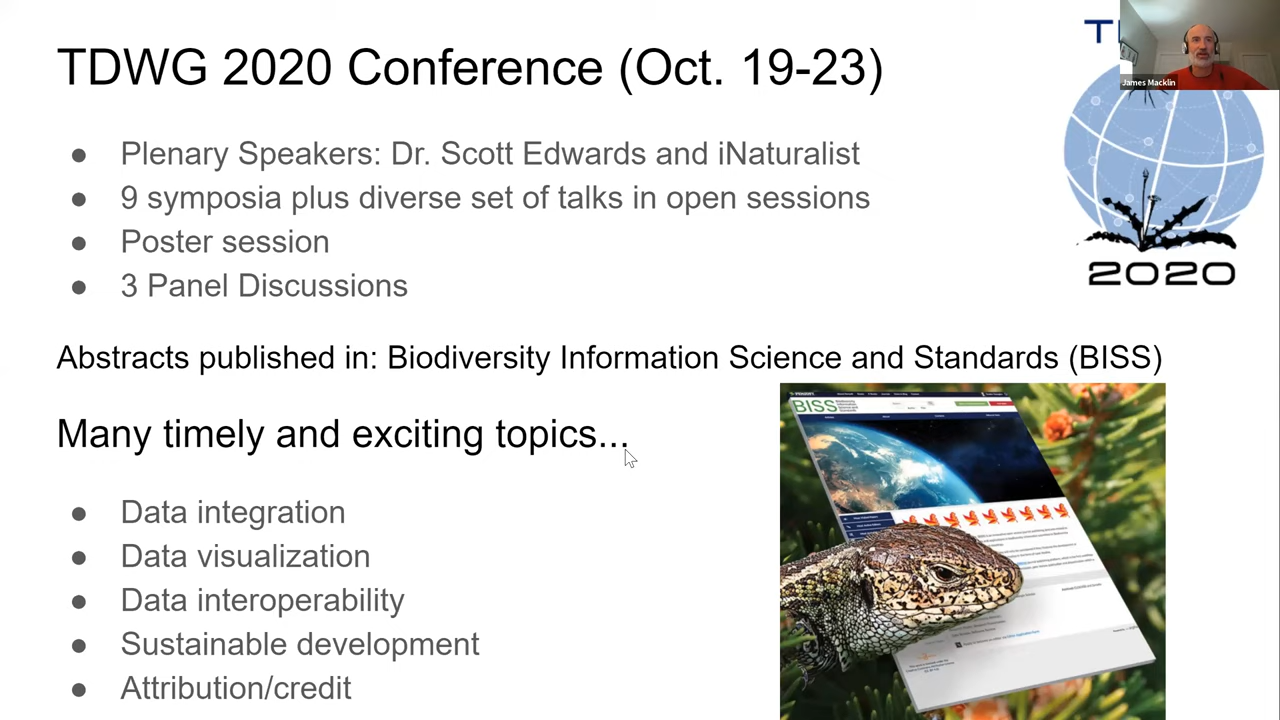 TDWG 2020 Conference (Oct. 19-23)
● Plenary Speakers: Dr. Scott Edwards and iNaturalist
● 9 symposia plus diverse set of talks in open sessions
● Poster session
● 3 Panel Discussions
Abstracts published in: Biodiversity Information Science and Standards (BISS)
Many timely and exciting topics...
● Data integration
● Data visualization
● Data interoperability
● Sustainable development
● Attribution/credit
James Macklin
2020
BISS